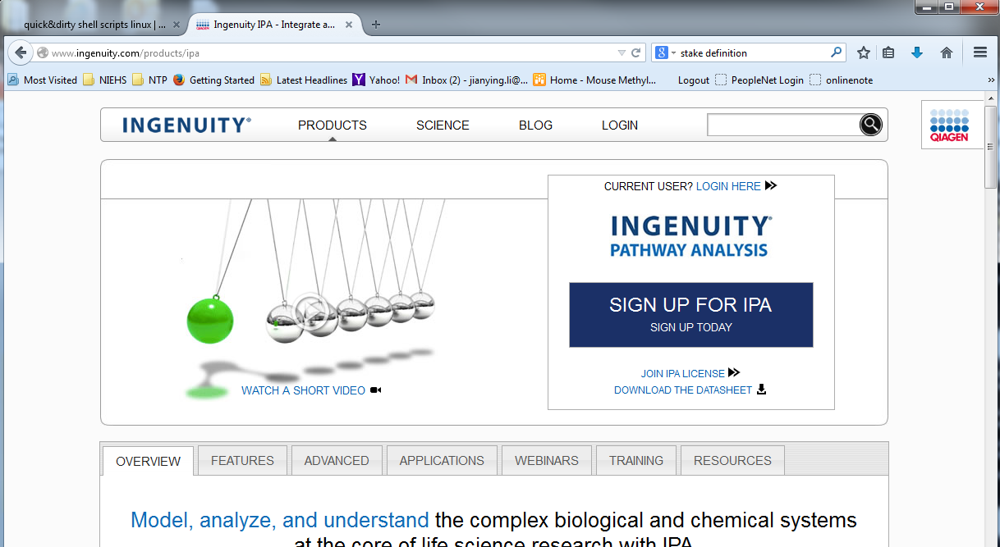 quick&dirty shell scripts linux | ...
Ingenuity IPA - Integrate a...
www.ingenuity.com/products/ipa
8
stake definition
Most Visited NIEHS NTP Getting Started Latest Headlines Yahoo! Inbox (2) - jianying.li@... Home - Mouse Methyl... Logout PeopleNet Login onlinenote
INGENUITY® PRODUCTS SCIENCE BLOG LOGIN
QIAGEN
CURRENT USER? LOGIN HERE
INGENUITY®
PATHWAY ANALYSIS
SIGN UP FOR IPA
SIGN UP TODAY
JOIN IPA LICENSE
DOWNLOAD THE DATASHEET
WATCH A SHORT VIDEO
OVERVIEW FEATURES ADVANCED APPLICATIONS WEBINARS TRAINING RESOURCES
Model, analyze, and understand the complex biological and chemical systems
at the core of life science research with IPA